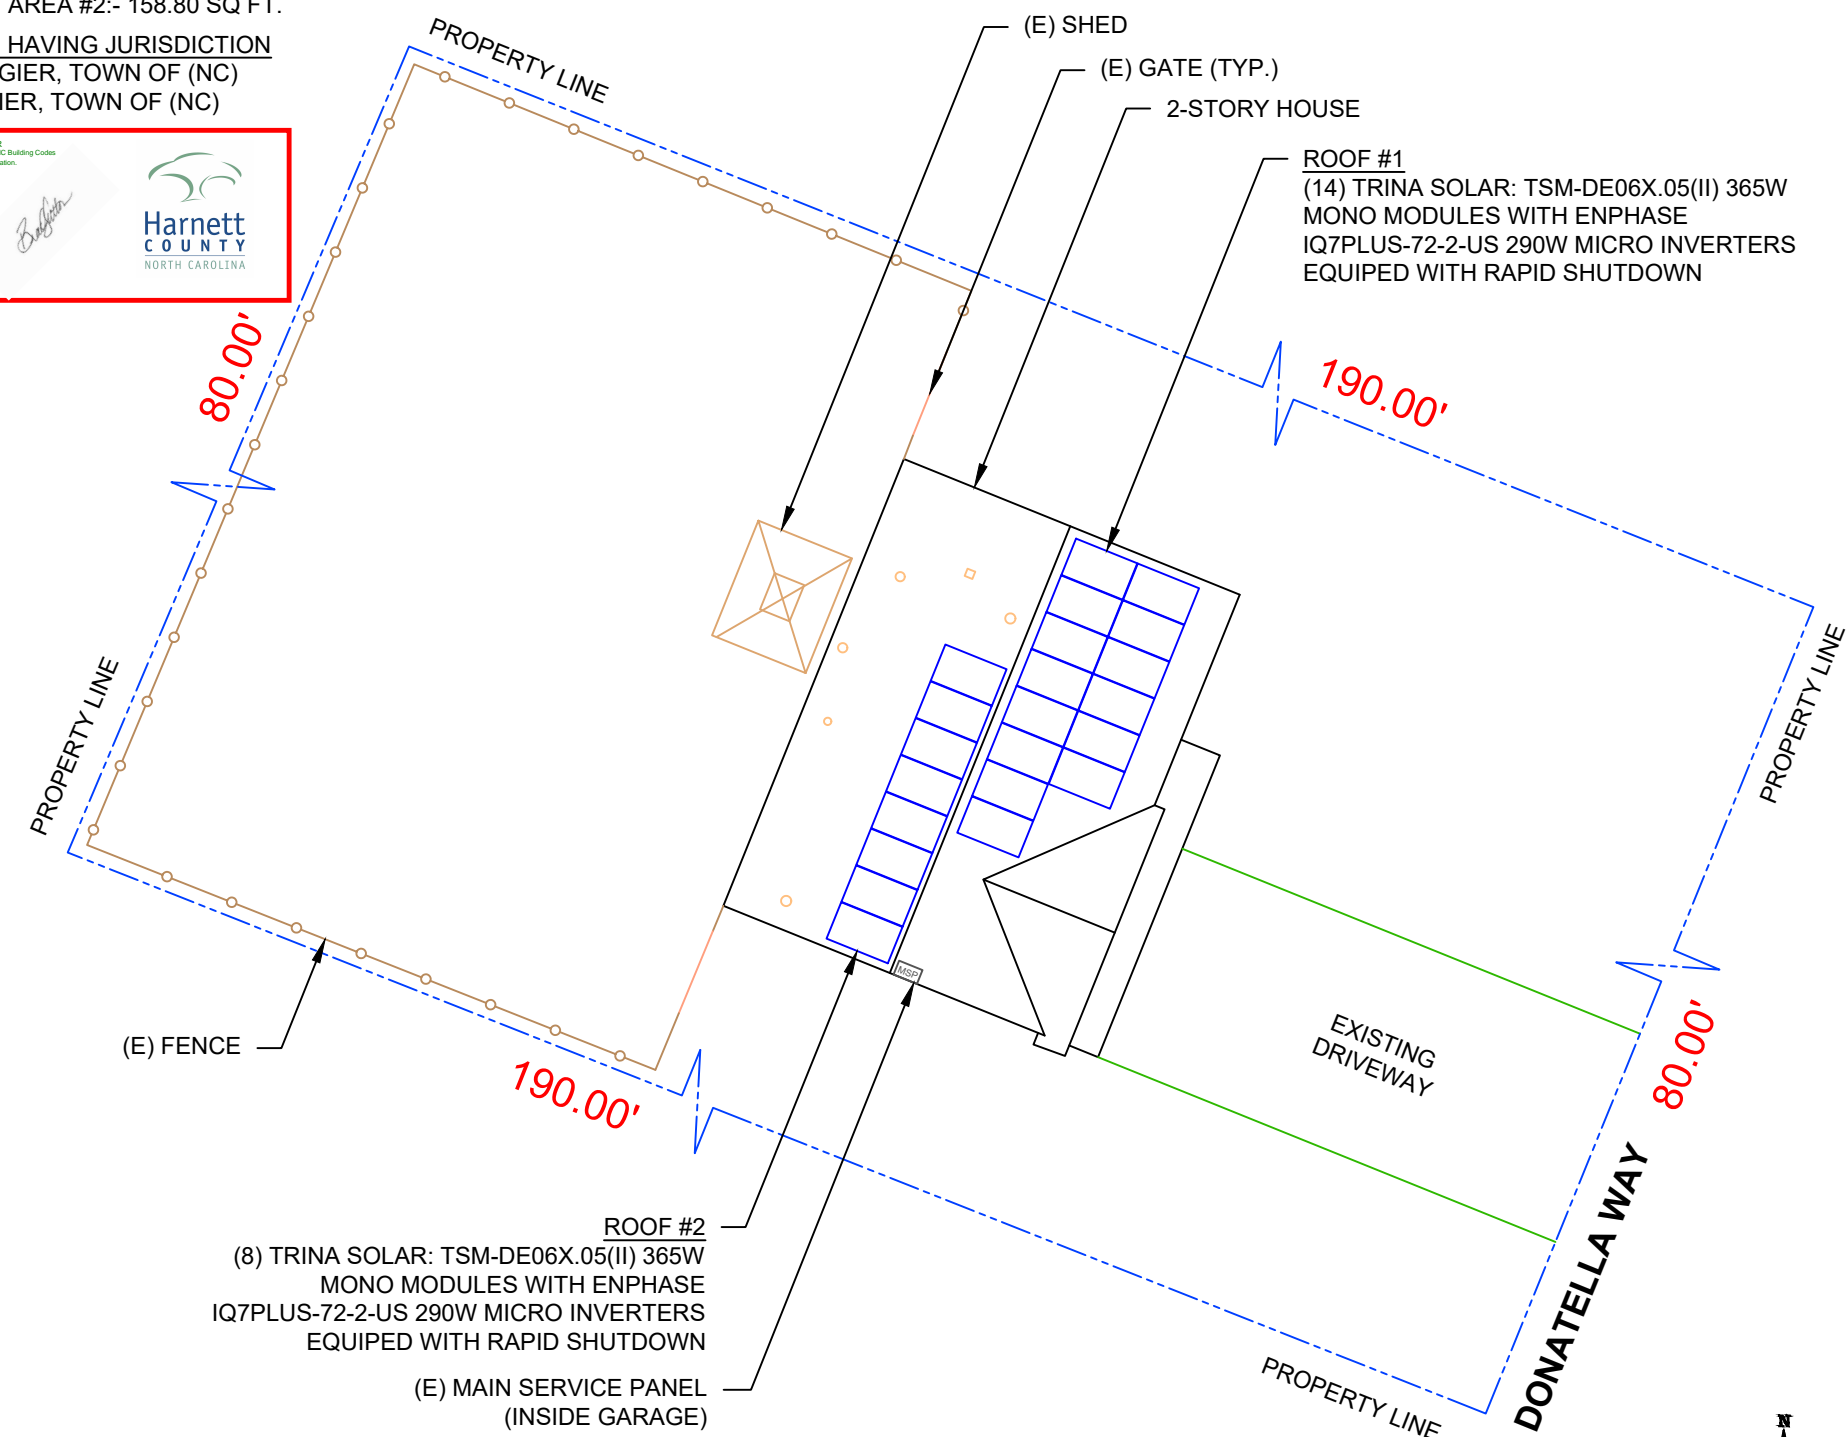 AREA #2:- 158.80 SQ FT.
HAVING JURISDICTION
GIER, TOWN OF (NC)
IER, TOWN OF (NC)
C Building Codes
ation.
Harnett
COUNTY
NORTH CAROLINA
PROPERTY LINE
(E) SHED
(E) GATE (TYP.)
2-STORY HOUSE
ROOF #1
(14) TRINA SOLAR: TSM-DE06X.05(II) 365W
MONO MODULES WITH ENPHASE
IQ7PLUS-72-2-US 290W MICRO INVERTERS
EQUIPED WITH RAPID SHUTDOWN
80.00'
190.00'
PROPERTY LINE
PROPERTY LINE
MSP
(E) FENCE
190.00'
EXISTING
DRIVEWAY
80.00'
DONATELLA WAY
ROOF #2
(8) TRINA SOLAR: TSM-DE06X.05(II) 365W
MONO MODULES WITH ENPHASE
IQ7PLUS-72-2-US 290W MICRO INVERTERS
EQUIPED WITH RAPID SHUTDOWN
(E) MAIN SERVICE PANEL
(INSIDE GARAGE)
PROPERTY LINE
N